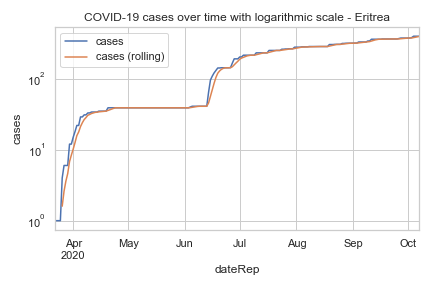 COVID-19 cases over time with logarithmic scale - Eritrea
cases
cases (rolling)
cases
10²
10¹
10⁰
Apr
2020
May
Jun
Jul
Aug
Sep
Oct
dateRep